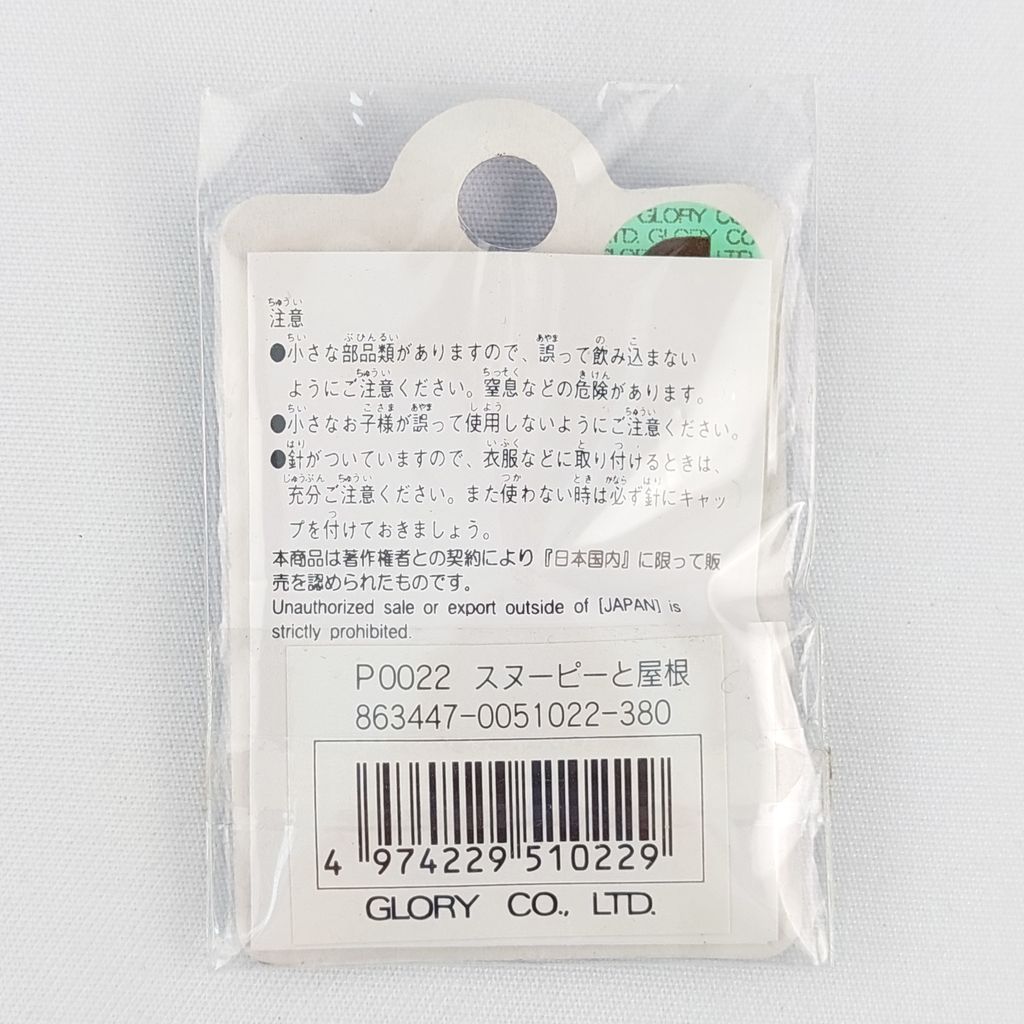 GLORY CO
LTD. GLORY CO
注意
●小さな部品類がありますので、誤って飲み込まない
ようにご注意ください。窒息などの危険があります。
●小さなお子様が誤って使用しないようにご注意ください。
●針がついていますので、衣服などに取り付けるときは、
充分ご注意ください。また使わない時は必ず針にキャッ
プを付けておきましょう。
本商品は著作権者との契約により『日本国内』に限って販
売を認められたものです。
Unauthorized sale or export outside of [JAPAN] is
strictly prohibited.
P0022 スヌーピーと屋根
863447-0051022-380
4 974229 510229
GLORY CO., LTD.